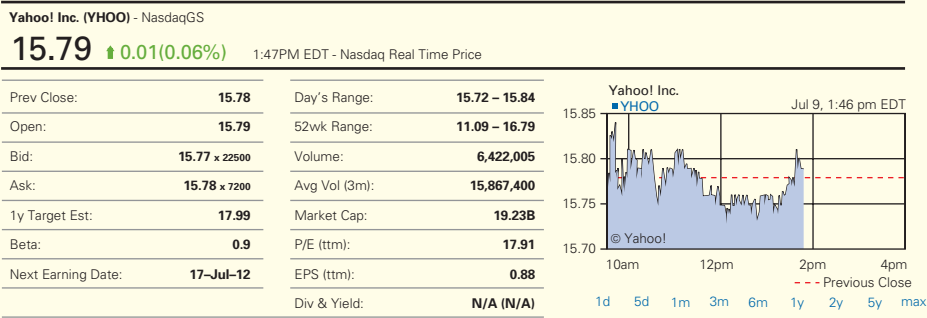 Yahoo! Inc. (YHOO) - NasdaqGS
15.79 0.01(0.06%) 1:47PM EDT - Nasdaq Real Time Price
Prev Close: 15.78
Open: 15.79
Bid: 15.77 x 22500
Ask: 15.78 x 7200
1y Target Est: 17.99
Beta: 0.9
Next Earning Date: 17–Jul–12
Day's Range: 15.72 – 15.84
52wk Range: 11.09 – 16.79
Volume: 6,422,005
Avg Vol (3m): 15,867,400
Market Cap: 19.23B
P/E (ttm): 17.91
EPS (ttm): 0.88
Div & Yield: N/A (N/A)
Yahoo! Inc.
YHOO Jul 9, 1:46 pm EDT
15.85
15.80
15.75
15.70
© Yahoo!
10am 12pm 2pm 4pm
Previous Close
1d 5d 1m 3m 6m 1y 2y 5y max